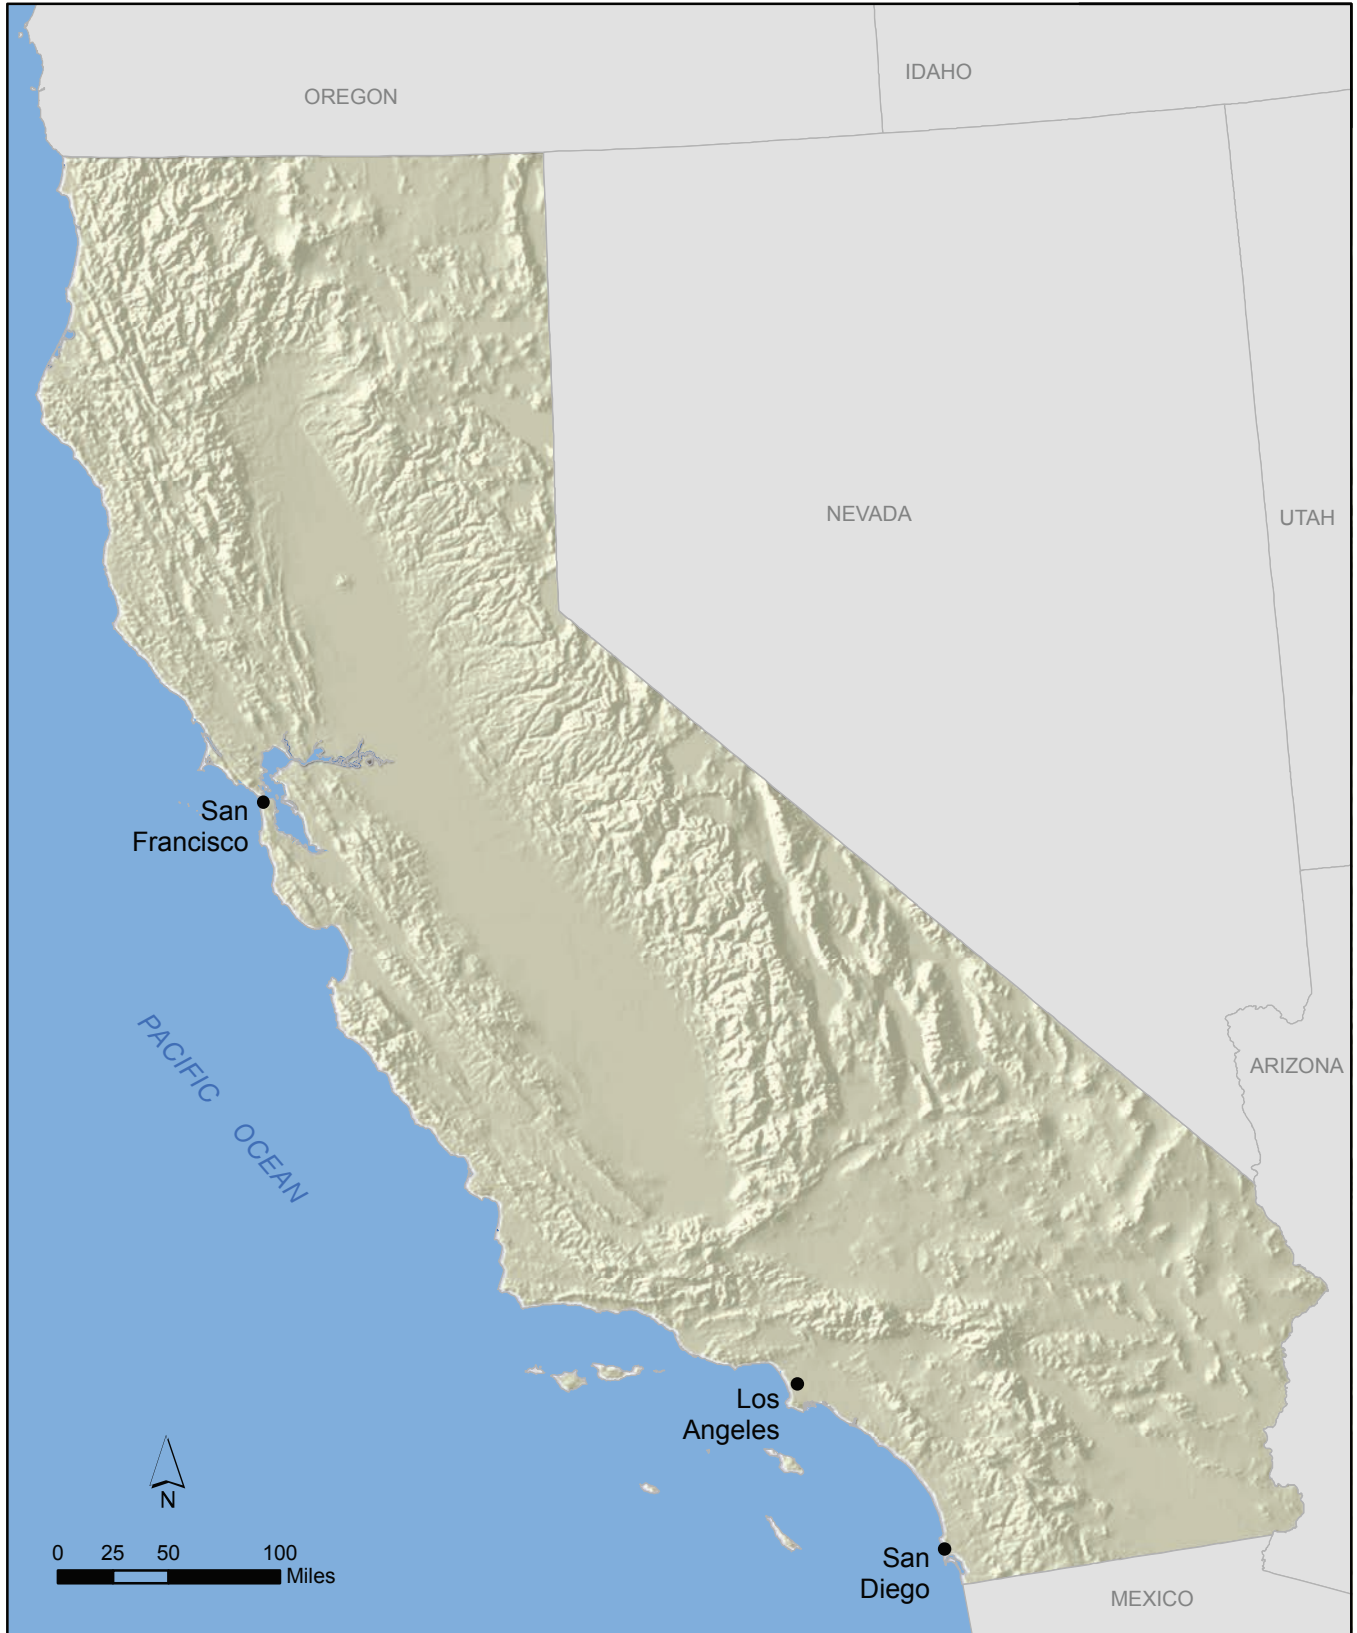 IDAHO
OREGON
NEVADA
UTAH
San
Francisco
PACIFIC OCEAN
ARIZONA
Los
Angeles
N
0 25 50 100
Miles
San
Diego
MEXICO